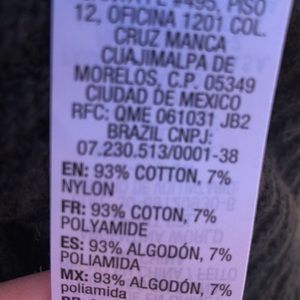 #495, PISO
12, OFICINA 1201 COL.
CRUZ MANCA
CUAJIMALPA DE
MORELOS, C.P. 05349
CIUDAD DE MEXICO
RFC: QME 061031 JB2
BRAZIL CNPJ:
07.230.513/0001-38
EN: 93% COTTON, 7%
NYLON
FR: 93% COTON, 7%
POLYAMIDE
ES: 93% ALGODÓN, 7%
POLIAMIDA
MX: 93% ALGODÓN, 7%
poliamida